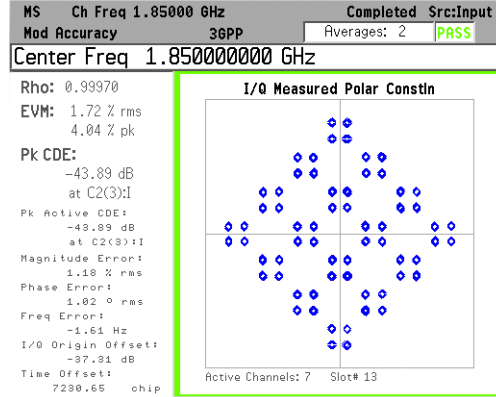 MS Ch Freq 1.85000 GHz Completed Src:Input
Mod Accuracy 3GPP Averages: 2 PASS
Center Freq 1.850000000 GHz
Rho: 0.99970
EVM: 1.72 % rms
4.04 % pk
Pk CDE:
-43.89 dB
at C2(3):I
Pk Active CDE:
-43.89 dB
at C2(3):I
Magnitude Error:
1.18 % rms
Phase Error:
1.02 º rms
Freq Error:
-1.61 Hz
I/Q Origin Offset:
-37.31 dB
Time Offset:
7230.65 chip
I/Q Measured Polar Constln
Active Channels: 7 Slot# 13